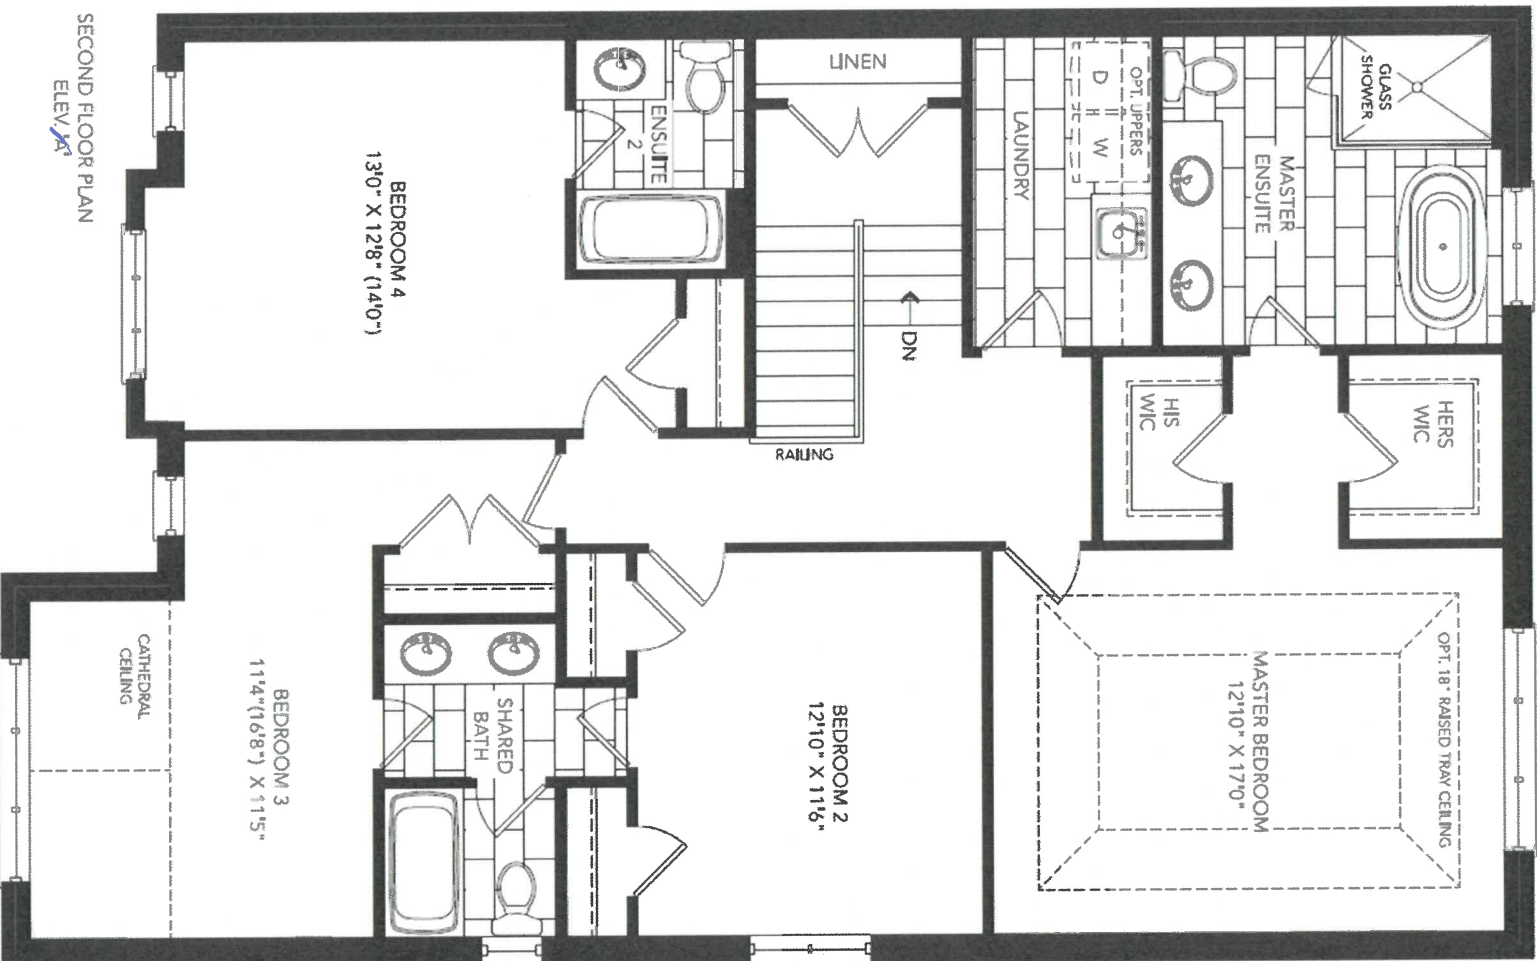 SECOND FLOOR PLAN
ELEV. 'A'
BEDROOM 4
13'0" X 12'8" (14'0")
ENSUITE
2
LINEN
DN
RAILING
LAUNDRY
OPT. UPPERS
D
W
GLASS
SHOWER
MASTER
ENSUITE
HIS
WIC
HERS
WIC
OPT. 18" RAISED TRAY CEILING
MASTER BEDROOM
12'10" X 17'0"
BEDROOM 2
12'10" X 11'6"
SHARED
BATH
BEDROOM 3
11'4"(16'8") X 11'5"
CATHEDRAL
CEILING